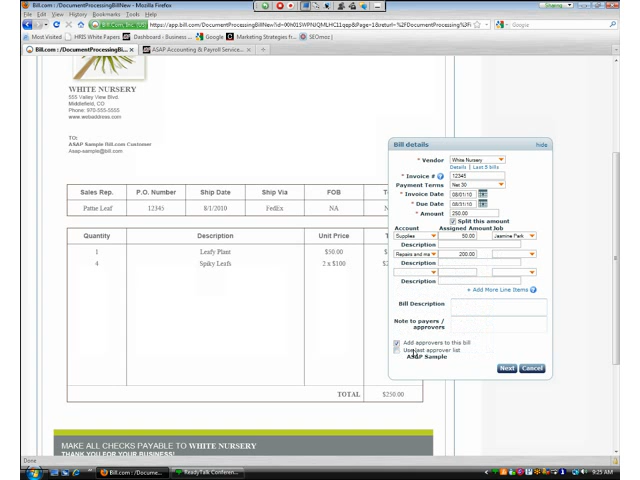 Bill.com : /DocumentProcessingBillNew - Mozilla Firefox
File Edit View History Bookmarks Tools Help
Most Visited HRIS White Papers Dashboard - Business ... Google Marketing Strategies fr... SEOmoz
Bill.com : /DocumentProcessingBi... ASAP Accounting & Payroll Service...
WHITE NURSERY
555 Valley View Blvd.
Middlefield, CO
Phone: 970-555-5555
www.webaddress.com
TO:
ASAP Sample Bill.com Customer
Asap-sample@bill.com
Sales Rep. P.O. Number Ship Date Ship Via FOB
Pattie Leaf 12345 8/1/2010 FedEx NA NA
Quantity Description Unit Price
1 Leafy Plant $50.00
4 Spiky Leafs 2 x $100
TOTAL $250.00
MAKE ALL CHECKS PAYABLE TO WHITE NURSERY
THANK YOU FOR YOUR BUSINESS!
Bill details hide
* Vendor White Nursery
Details | Last 5 bills
* Invoice # 12345
Payment Terms Net 30
* Invoice Date 08/01/10
* Due Date 08/31/10
* Amount 250.00
Split this amount
Account Assigned Amount Job
Supplies 50.00 Jasmine Park
Description
Repairs and ma 200.00
Description
Description
+ Add More Line Items
Bill Description
Note to payers /
approvers
Add approvers to this bill
Use last approver list
ASAP Sample
Next Cancel
Done
Bill.com : /Docume... ReadyTalk Conferen...
9:25 AM